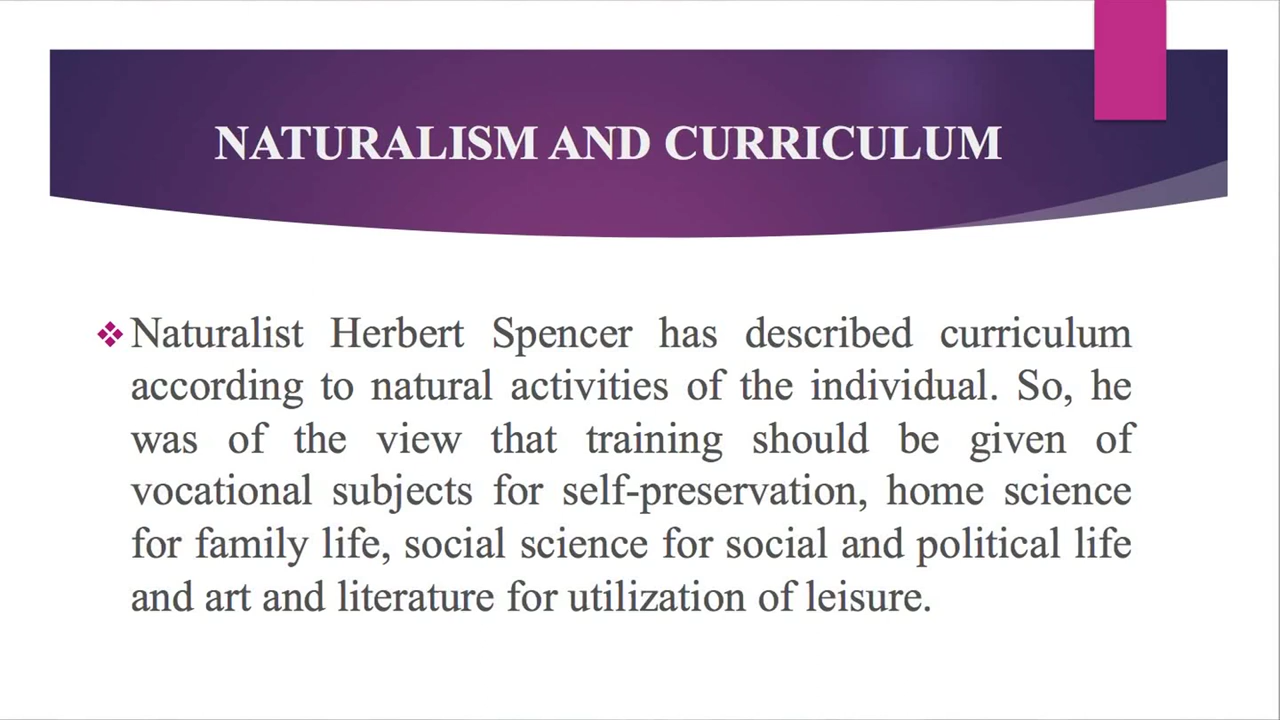 NATURALISM AND CURRICULUM
Naturalist Herbert Spencer has described curriculum
according to natural activities of the individual. So, he
was of the view that training should be given of
vocational subjects for self-preservation, home science
for family life, social science for social and political life
and art and literature for utilization of leisure.